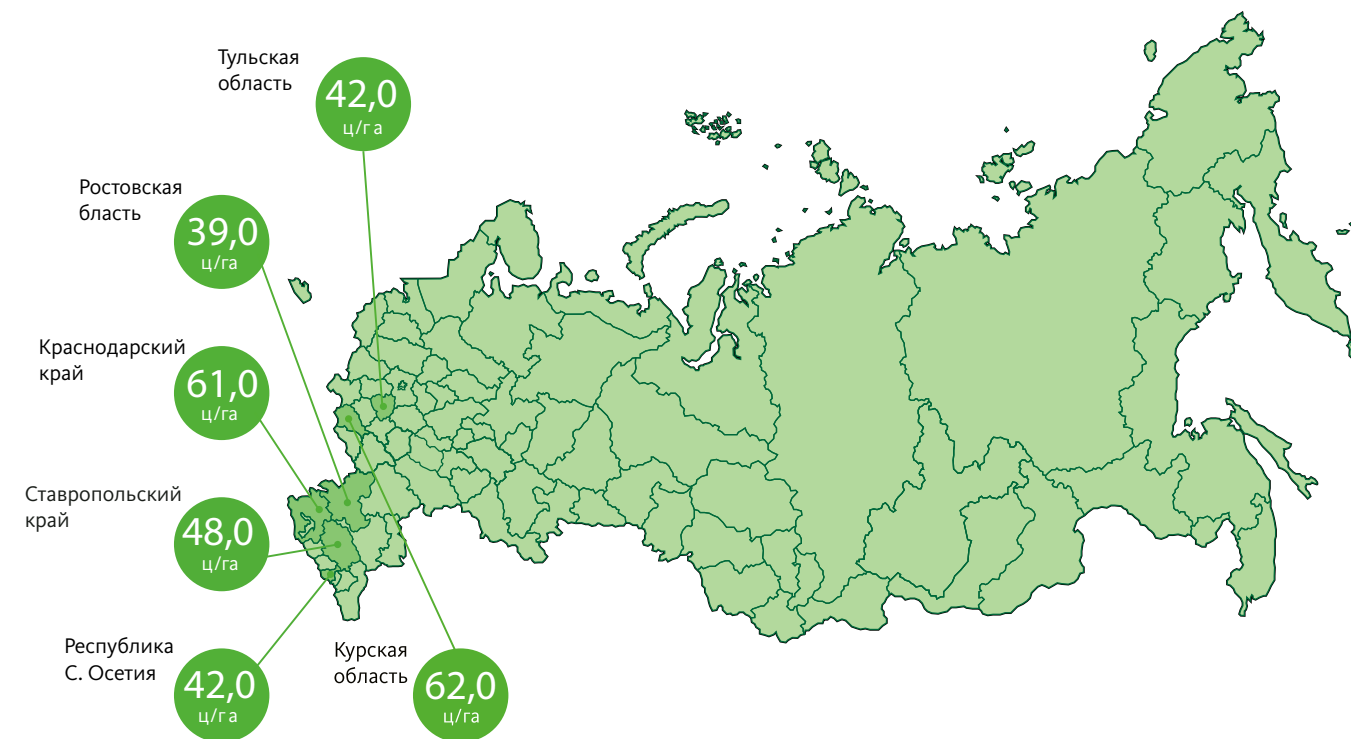 Тульская
область
42,0
ц/га
Ростовская
бласть
39,0
ц/га
Краснодарский
край
61,0
ц/га
Ставропольский
край
48,0
ц/га
Республика
С. Осетия
42,0
ц/га
Курская
область
62,0
ц/га